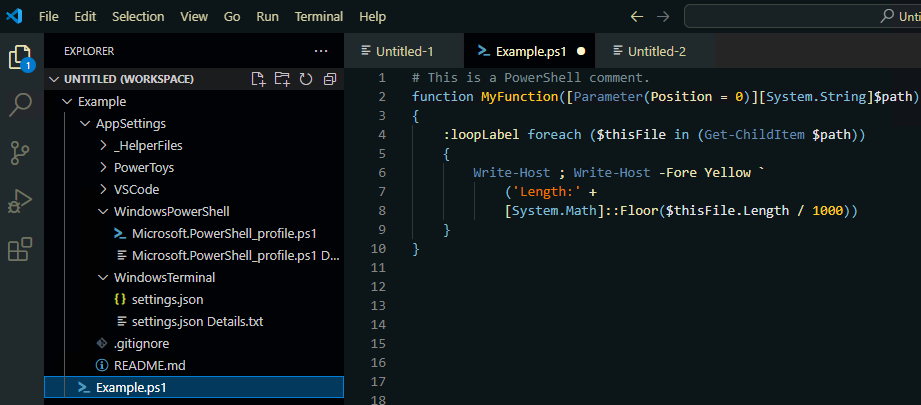 File Edit Selection View Go Run Terminal Help
Unti
EXPLORER ···
1
UNTITLED (WORKSPACE)
Example
AppSettings
_HelperFiles
PowerToys
VSCode
WindowsPowerShell
Microsoft.PowerShell_profile.ps1
Microsoft.PowerShell_profile.ps1 D...
WindowsTerminal
{} settings.json
settings.json Details.txt
.gitignore
README.md
Example.ps1
Untitled-1 Example.ps1 Untitled-2
1 # This is a PowerShell comment.
2 function MyFunction([Parameter(Position = 0)][System.String]$path)
3 {
4 :loopLabel foreach ($thisFile in (Get-ChildItem $path))
5 {
6 Write-Host ; Write-Host -Fore Yellow `
7 ('Length:' +
8 [System.Math]::Floor($thisFile.Length / 1000))
9 }
10 }
11
12
13
14
15
16
17
18